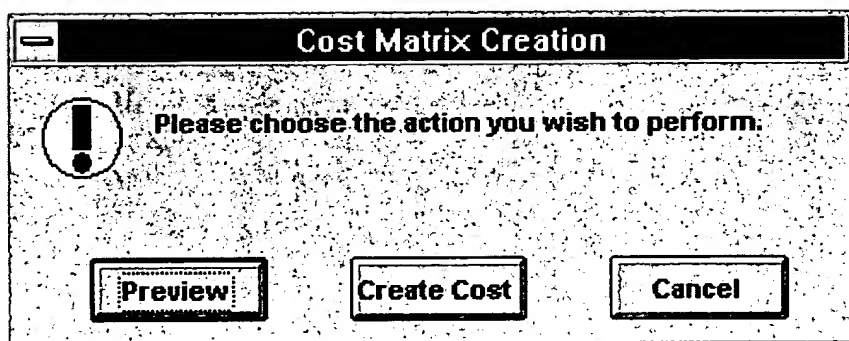 Cost Matrix Creation
Please choose the action you wish to perform.
Preview
Create Cost
Cancel